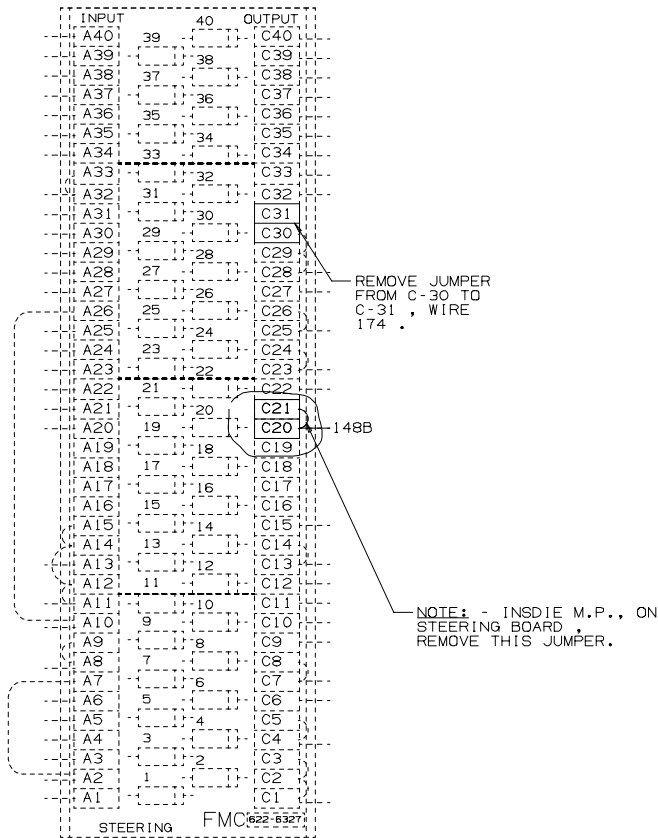 INPUT 40 OUTPUT
A40 39 C40
A39 38 C39
A38 37 C38
A37 36 C37
A36 35 C36
A35 34 C35
A34 33 C34
A33 32 C33
A32 31 C32
A31 30 C31
A30 29 C30
A29 28 C29
A28 27 C28
A27 26 C27
A26 25 C26
A25 24 C25
A24 23 C24
A23 22 C23
A22 21 C22
A21 20 C21
A20 19 C20 148B
A19 18 C19
A18 17 C18
A17 16 C17
A16 15 C16
A15 14 C15
A14 13 C14
A13 12 C13
A12 11 C12
A11 10 C11
A10 9 C10
A9 8 C9
A8 7 C8
A7 6 C7
A6 5 C6
A5 4 C5
A4 3 C4
A3 2 C3
A2 1 C2
A1 C1
STEERING FMC 622-6327
REMOVE JUMPER
FROM C-30 TO
C-31 , WIRE
174 .
NOTE: - INSDIE M.P., ON
STEERING BOARD ,
REMOVE THIS JUMPER.